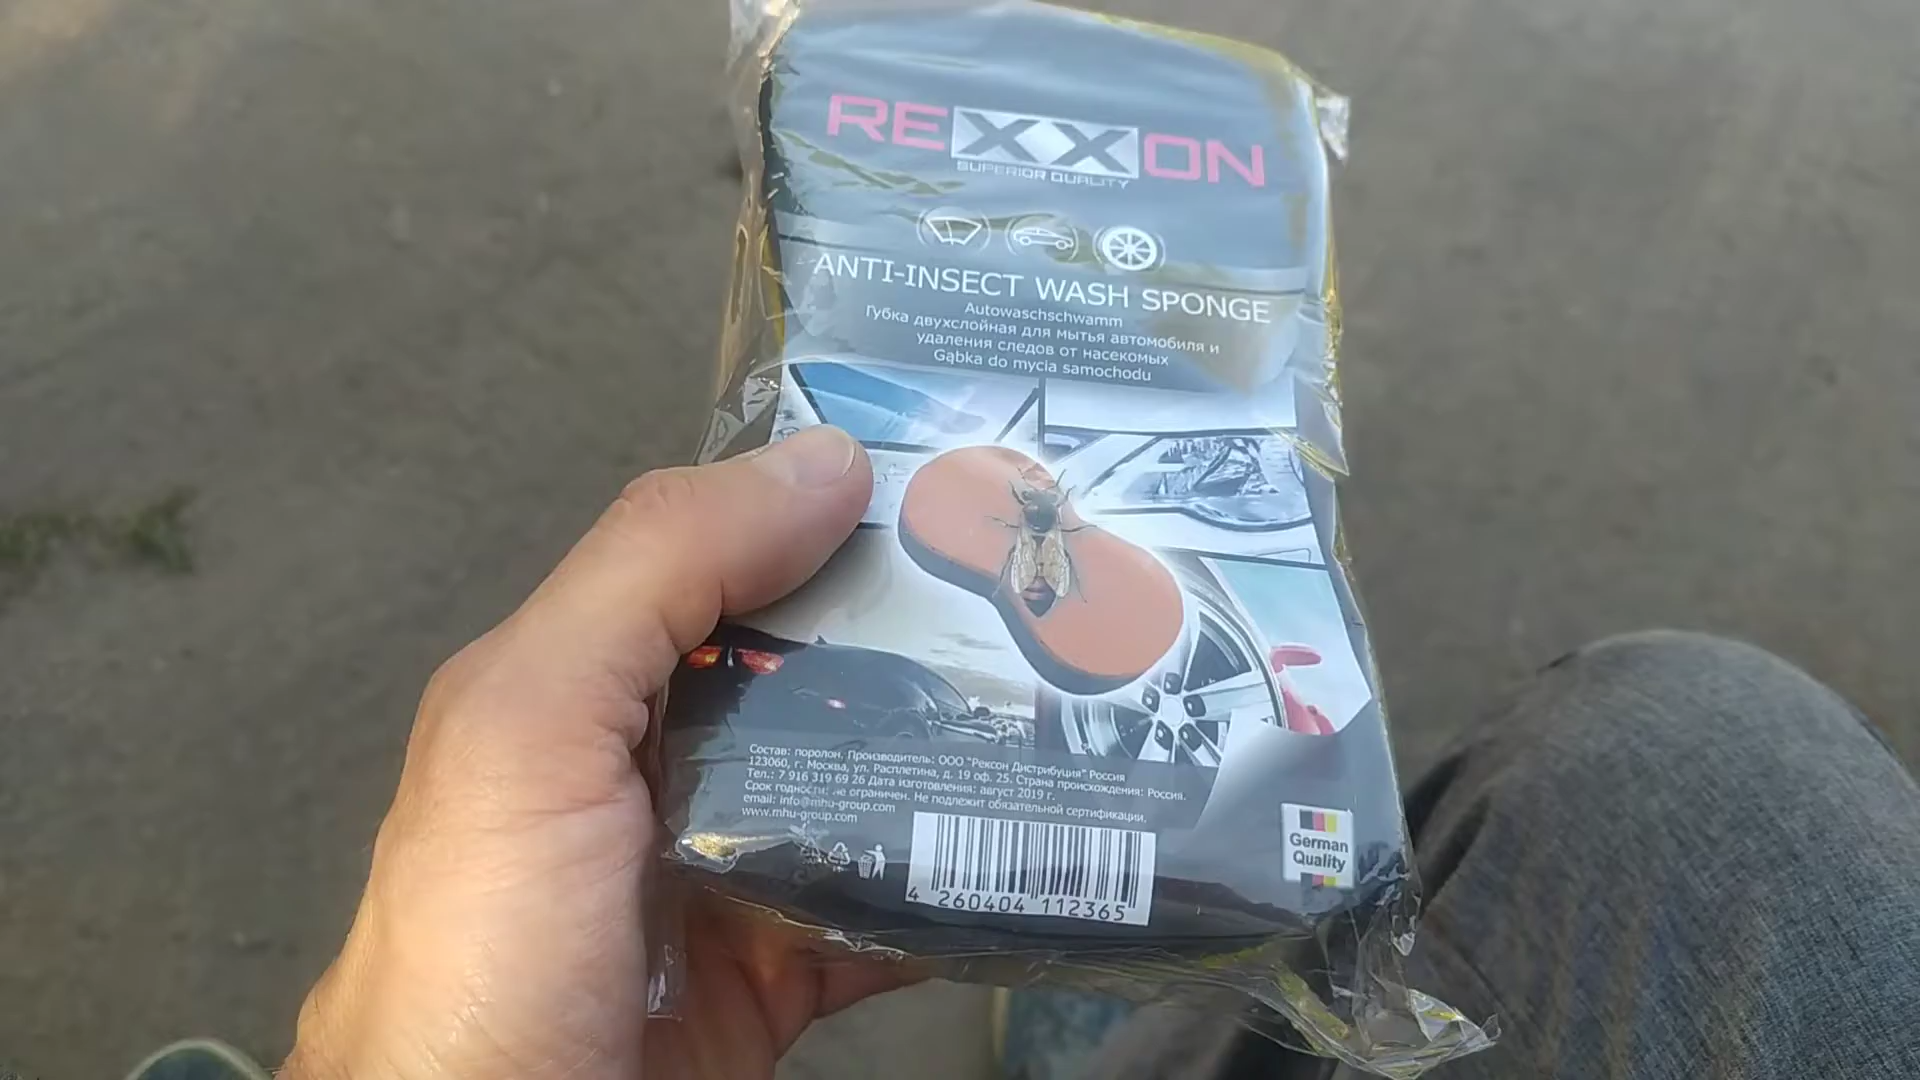 REXXON
SUPERIOR QUALITY
ANTI-INSECT WASH SPONGE
Autowaschschwamm
Губка двухслойная для мытья автомобиля и
удаления следов от насекомых
Gąbka do mycia samochodu
Состав: поролон. Производитель: ООО "Рексон Дистрибуция" Россия
123060, г. Москва, ул. Расплетина, д. 19 оф. 25. Страна происхождения: Россия.
Тел.: 7 916 319 69 26 Дата изготовления: август 2019 г.
Срок годности: не ограничен. Не подлежит обязательной сертификации.
email: info@mhu-group.com
www.mhu-group.com
4 260404 112365
German
Quality